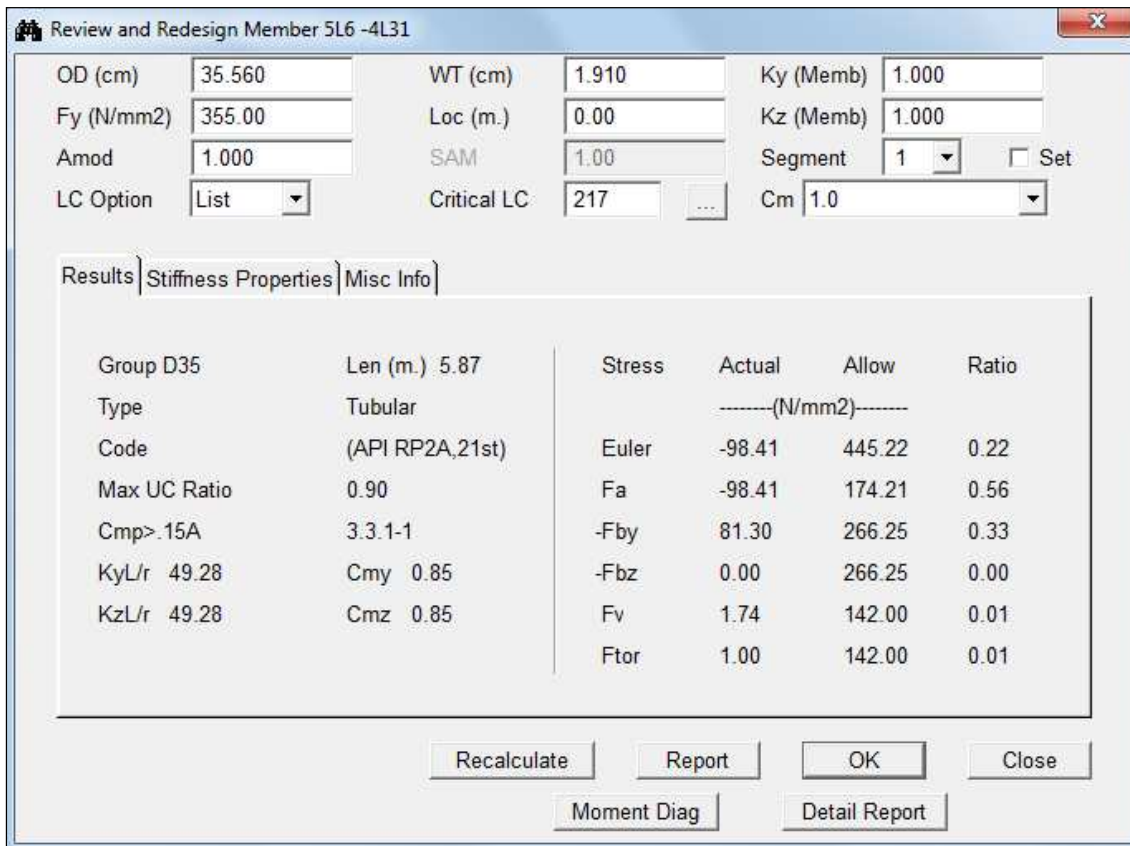 Review and Redesign Member 5L6 -4L31
OD (cm) 35.560 WT (cm) 1.910 Ky (Memb) 1.000
Fy (N/mm2) 355.00 Loc (m.) 0.00 Kz (Memb) 1.000
Amod 1.000 SAM 1.00 Segment 1 Set
LC Option List Critical LC 217 ... Cm 1.0
Results Stiffness Properties Misc Info
Group D35 Len (m.) 5.87 Stress Actual Allow Ratio
Type Tubular --------(N/mm2)--------
Code (API RP2A,21st) Euler -98.41 445.22 0.22
Max UC Ratio 0.90 Fa -98.41 174.21 0.56
Cmp>.15A 3.3.1-1 -Fby 81.30 266.25 0.33
KyL/r 49.28 Cmy 0.85 -Fbz 0.00 266.25 0.00
KzL/r 49.28 Cmz 0.85 Fv 1.74 142.00 0.01
Ftor 1.00 142.00 0.01
Recalculate Report OK Close
Moment Diag Detail Report